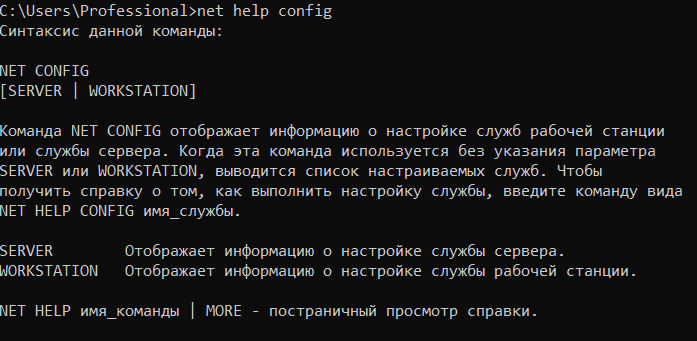 C:\Users\Professional>net help config
Синтаксис данной команды:
NET CONFIG
[SERVER | WORKSTATION]
Команда NET CONFIG отображает информацию о настройке служб рабочей станции
или службы сервера. Когда эта команда используется без указания параметра
SERVER или WORKSTATION, выводится список настраиваемых служб. Чтобы
получить справку о том, как выполнить настройку службы, введите команду вида
NET HELP CONFIG имя_службы.
SERVER Отображает информацию о настройке службы сервера.
WORKSTATION Отображает информацию о настройке службы рабочей станции.
NET HELP имя_команды | MORE - постраничный просмотр справки.